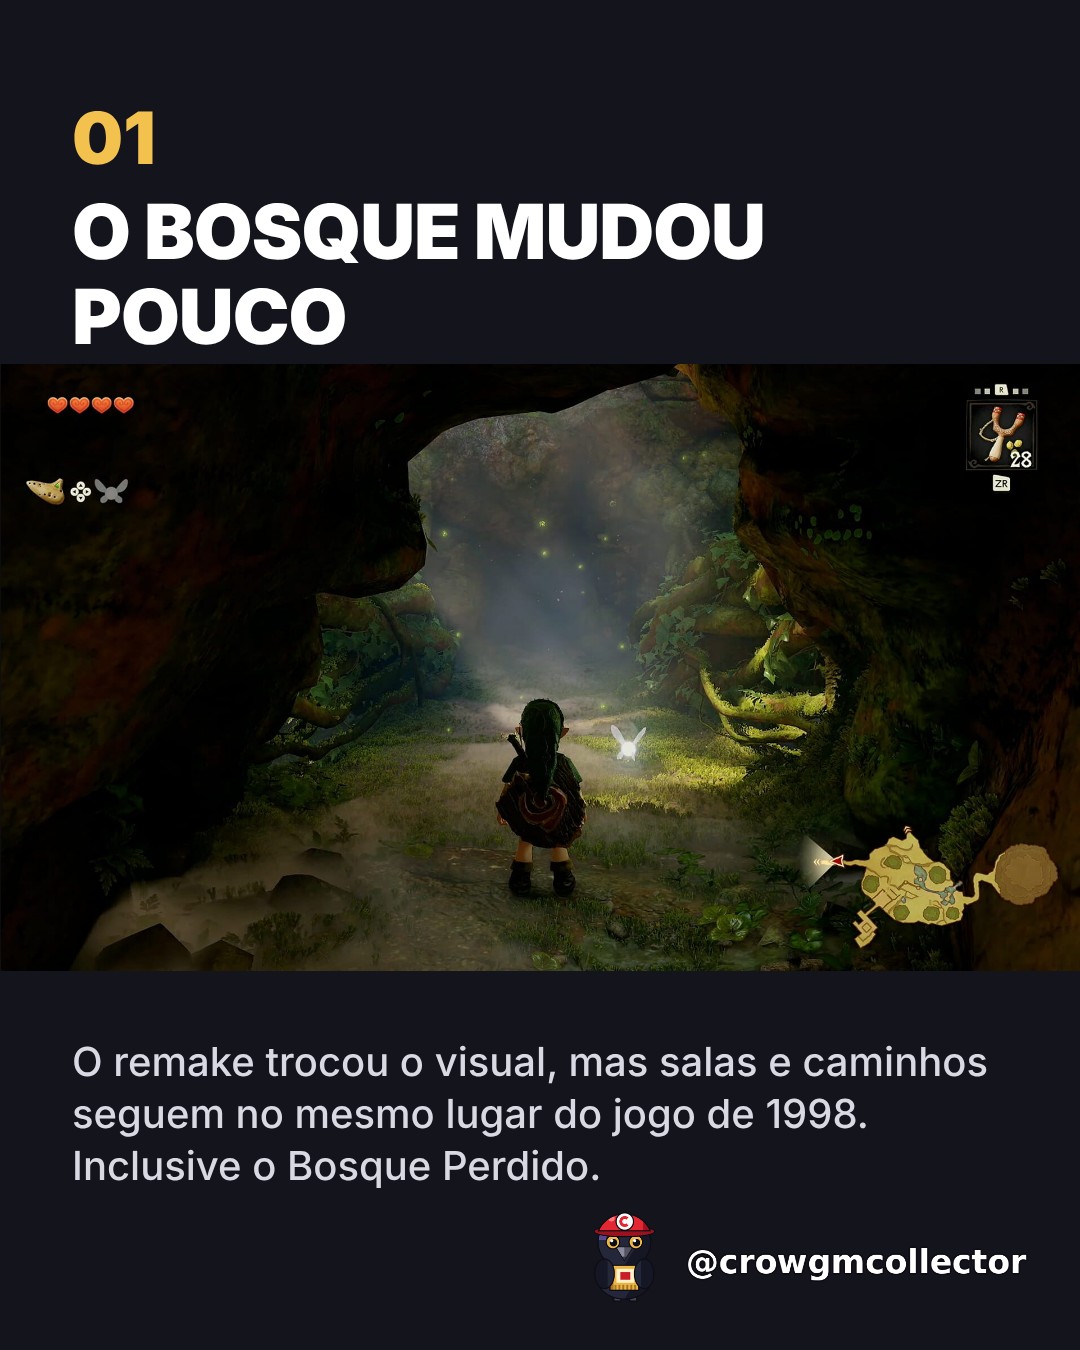 01
O BOSQUE MUDOU
POUCO
R
28
ZR
O remake trocou o visual, mas salas e caminhos
seguem no mesmo lugar do jogo de 1998.
Inclusive o Bosque Perdido.
C
@crowgmcollector